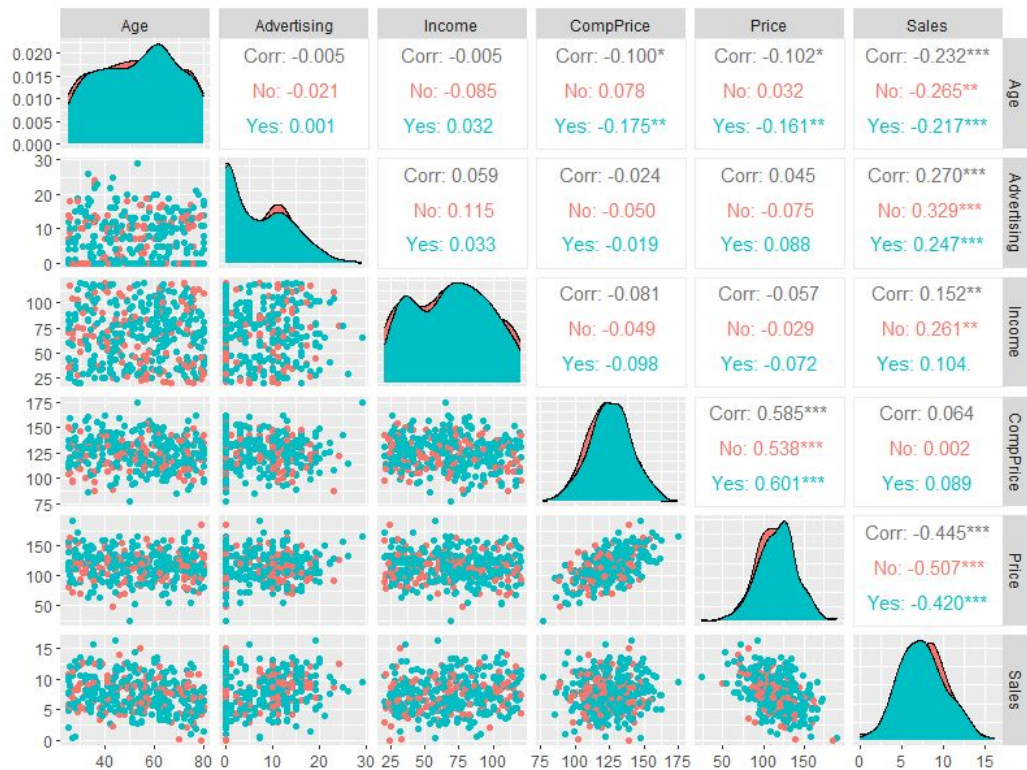 Age Advertising Income CompPrice Price Sales
0.020
0.015
0.010
0.005
0.000
Corr: -0.005
No: -0.021
Yes: 0.001
Corr: -0.005
No: -0.085
Yes: 0.032
Corr: -0.100*
No: 0.078
Yes: -0.175**
Corr: -0.102*
No: 0.032
Yes: -0.161**
Corr: -0.232***
No: -0.265**
Yes: -0.217***
Age
30
20
10
0
Corr: 0.059
No: 0.115
Yes: 0.033
Corr: -0.024
No: -0.050
Yes: -0.019
Corr: 0.045
No: -0.075
Yes: 0.088
Corr: 0.270***
No: 0.329***
Yes: 0.247***
Advertising
100
75
50
25
Corr: -0.081
No: -0.049
Yes: -0.098
Corr: -0.057
No: -0.029
Yes: -0.072
Corr: 0.152**
No: 0.261**
Yes: 0.104.
Income
175
150
125
100
75
Corr: 0.585***
No: 0.538***
Yes: 0.601***
Corr: 0.064
No: 0.002
Yes: 0.089
CompPrice
150
100
50
Corr: -0.445***
No: -0.507***
Yes: -0.420***
Price
15
10
5
0
Sales
40 60 80 0 10 20 30 25 50 75 100 75 100 125 150 175 50 100 150 0 5 10 15